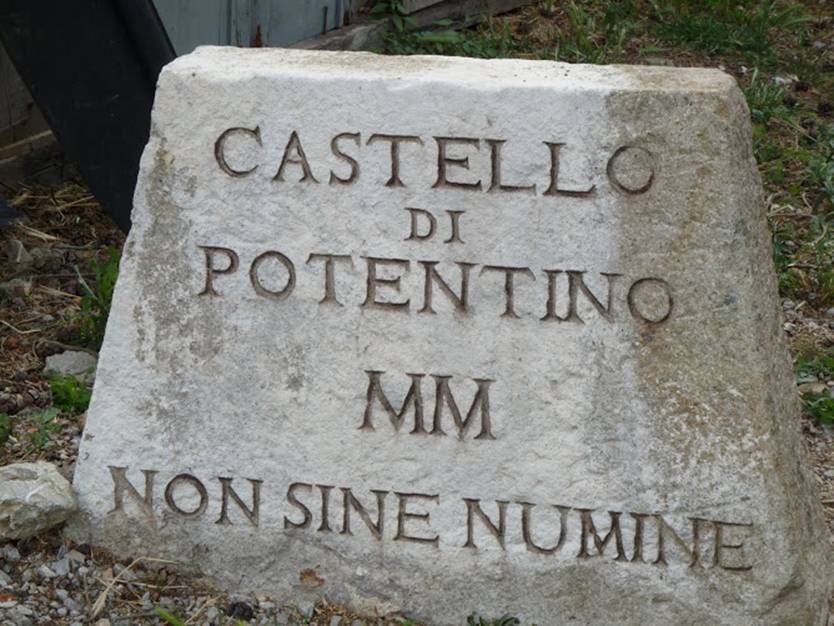 CASTELLO
DI
POTENTINO
MM
NON SINE NUMINE